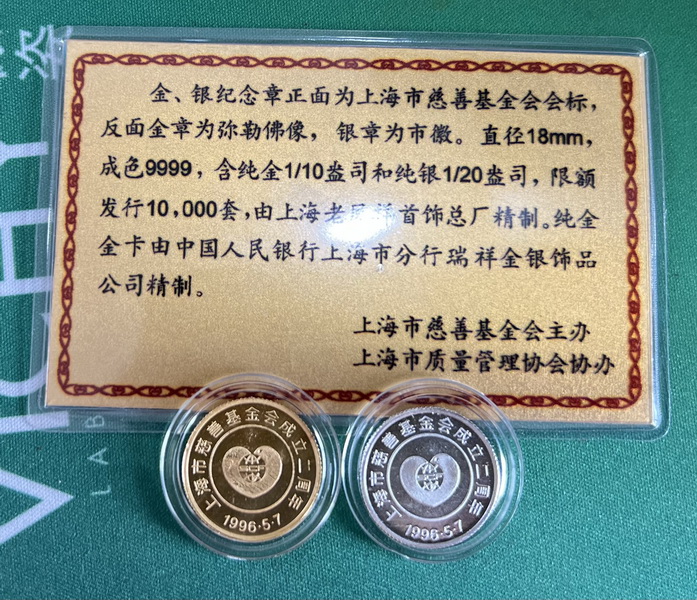 金、银纪念章正面为上海市慈善基金会会标，
反面金章为弥勒佛像，银章为市徽。直径18mm，
成色9999，含纯金1/10盎司和纯银1/20盎司，限额
发行10,000套，由上海老首饰总厂精制。纯金
金卡由中国人民银行上海市分行瑞祥金银饰品
公司精制。
上海市慈善基金会主办
上海市质量管理协会协办
上海市慈善基金会成立二周年
1996·5·7
上海市慈善基金会成立二周年
1996·5·7
VICHY
LAB